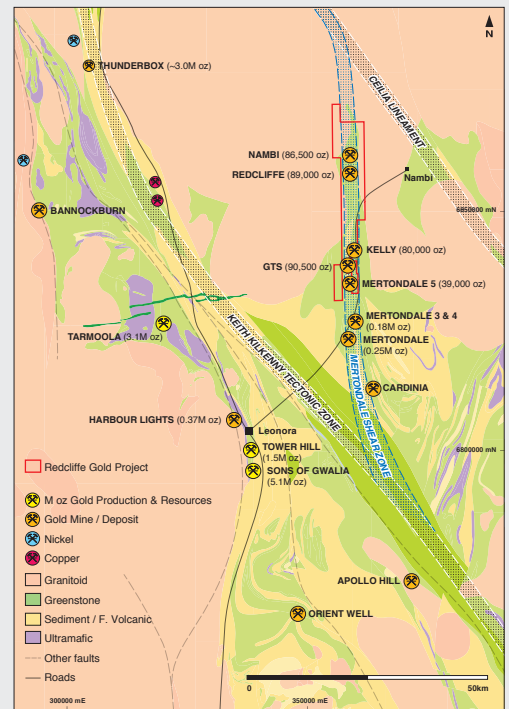 N
THUNDERBOX (~3.0M oz)
CEILIA LINEAMENT
NAMBI (86,500 oz)
REDCLIFFE (89,000 oz)
Nambi
BANNOCKBURN
6850000 mN
KELLY (80,000 oz)
GTS (90,500 oz)
MERTONDALE 5 (39,000 oz)
MERTONDALE 3 & 4
(0.18M oz)
TARMOOLA (3.1M oz)
MERTONDALE
(0.25M oz)
KEITH KILKENNY TECTONIC ZONE
MERTONDALE SHEAR ZONE
CARDINIA
HARBOUR LIGHTS (0.37M oz)
Leonora
TOWER HILL
(1.5M oz)
6800000 mN
SONS OF GWALIA
(5.1M oz)
Redcliffe Gold Project
M oz Gold Production & Resources
Gold Mine / Deposit
Nickel
Copper
Granitoid
Greenstone
Sediment / F. Volcanic
Ultramafic
Other faults
Roads
APOLLO HILL
ORIENT WELL
0
50km
300000 mE
350000 mE